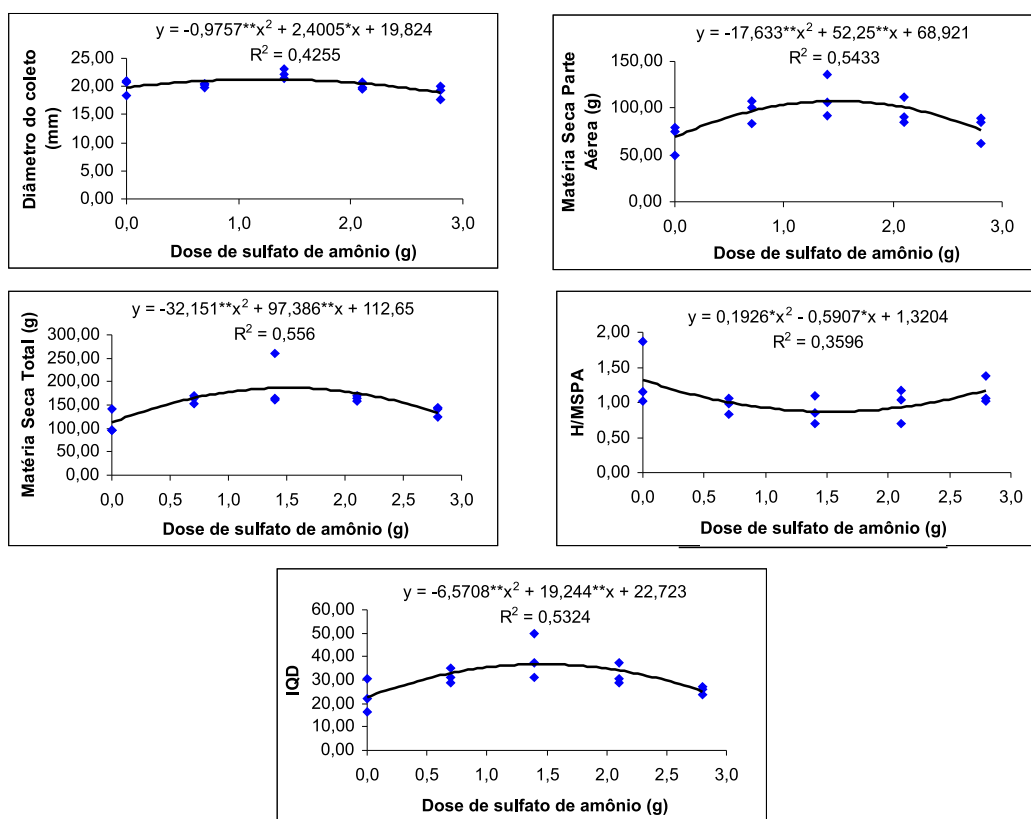 y = -0,9757**x² + 2,4005*x + 19,824
R² = 0,4255
Diâmetro do coleto
(mm)
25,00
20,00
15,00
10,00
5,00
0,00
0,0 1,0 2,0 3,0
Dose de sulfato de amônio (g)
y = -17,633**x² + 52,25**x + 68,921
R² = 0,5433
Matéria Seca Parte
Aérea (g)
150,00
100,00
50,00
0,00
0,0 1,0 2,0 3,0
Dose de sulfato de amônio (g)
y = -32,151**x² + 97,386**x + 112,65
R² = 0,556
Matéria Seca Total (g)
300,00
250,00
200,00
150,00
100,00
50,00
0,00
0,0 0,5 1,0 1,5 2,0 2,5 3,0
Dose de sulfato de amônio (g)
y = 0,1926*x² - 0,5907*x + 1,3204
R² = 0,3596
H/MSPA
2,00
1,50
1,00
0,50
0,00
0,0 0,5 1,0 1,5 2,0 2,5 3,0
Dose de sulfato de amônio (g)
y = -6,5708**x² + 19,244**x + 22,723
R² = 0,5324
IQD
60,00
50,00
40,00
30,00
20,00
10,00
0,00
0,0 0,5 1,0 1,5 2,0 2,5 3,0
Dose de sulfato de amônio (g)